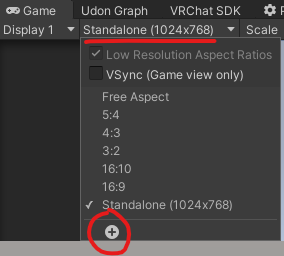 Game Udon Graph VRChat SDK
Display 1 Standalone (1024x768) Scale
Low Resolution Aspect Ratios
VSync (Game view only)
Free Aspect
5:4
4:3
3:2
16:10
16:9
Standalone (1024x768)